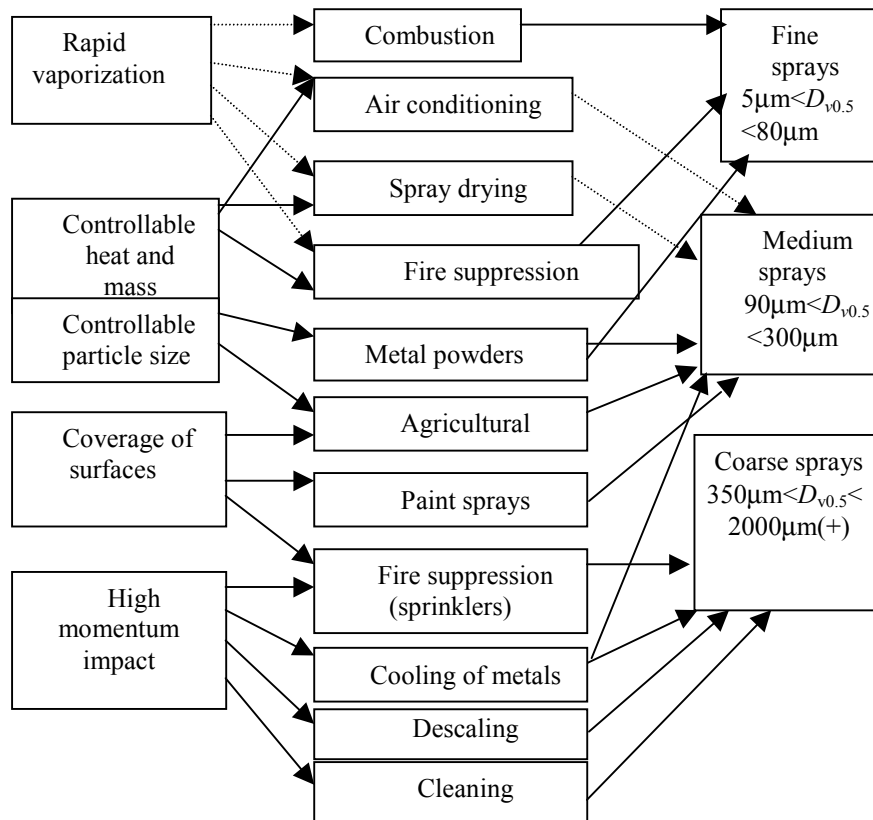 Rapid
vaporization
Controllable
heat and
mass
Controllable
particle size
Coverage of
surfaces
High
momentum
impact
Combustion
Air conditioning
Spray drying
Fire suppression
Metal powders
Agricultural
Paint sprays
Fire suppression
(sprinklers)
Cooling of metals
Descaling
Cleaning
Fine
sprays
5μm<Dv0.5
<80μm
Medium
sprays
90μm<Dv0.5
<300μm
Coarse sprays
350μm<Dv0.5<
2000μm(+)